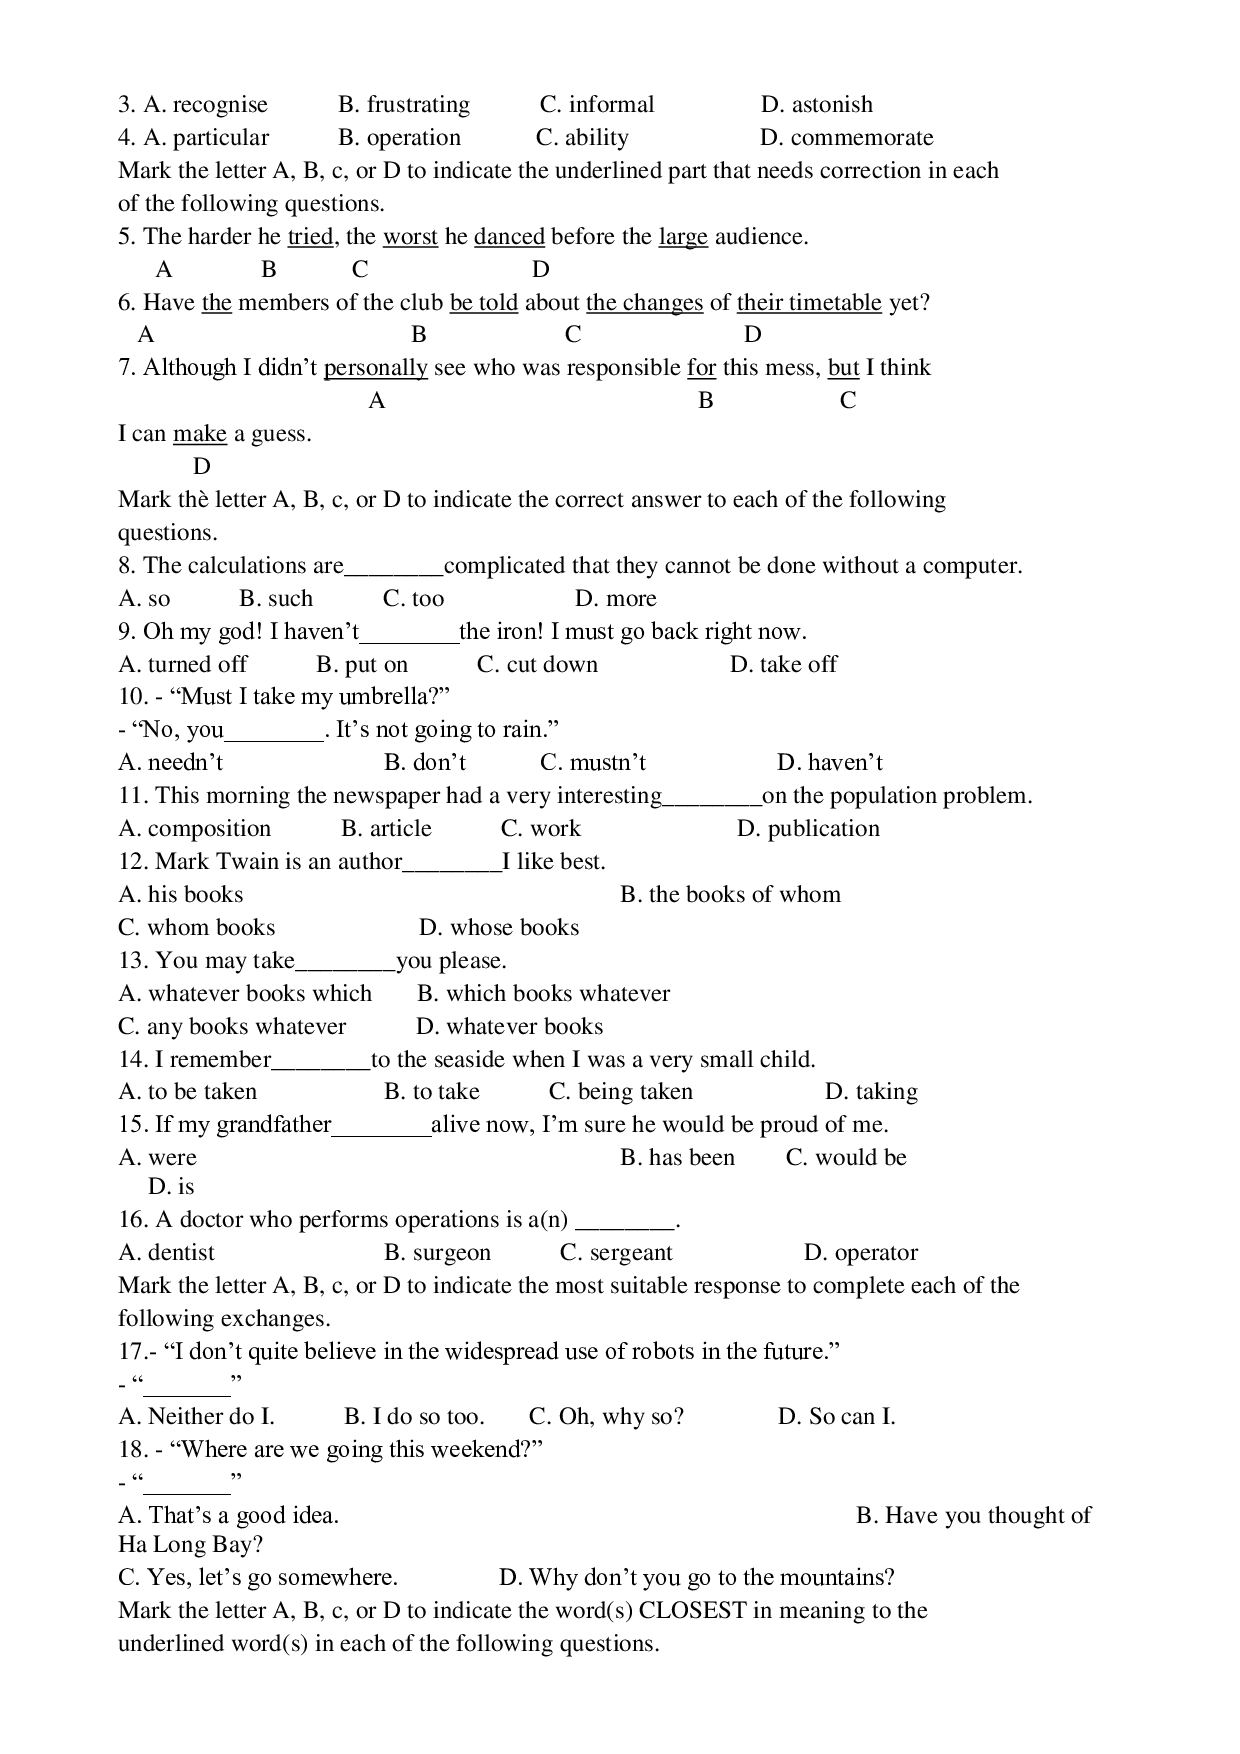 3. A. recognise B. frustrating C. informal D. astonish
4. A. particular B. operation C. ability D. commemorate
Mark the letter A, B, c, or D to indicate the underlined part that needs correction in each
of the following questions.
5. The harder he tried, the worst he danced before the large audience.
A B C D
6. Have the members of the club be told about the changes of their timetable yet?
A B C D
7. Although I didn’t personally see who was responsible for this mess, but I think
A B C
I can make a guess.
D
Mark thè letter A, B, c, or D to indicate the correct answer to each of the following
questions.
8. The calculations are________complicated that they cannot be done without a computer.
A. so B. such C. too D. more
9. Oh my god! I haven’t________the iron! I must go back right now.
A. turned off B. put on C. cut down D. take off
10. - “Must I take my umbrella?”
- “No, you________. It’s not going to rain.”
A. needn’t B. don’t C. mustn’t D. haven’t
11. This morning the newspaper had a very interesting________on the population problem.
A. composition B. article C. work D. publication
12. Mark Twain is an author________I like best.
A. his books B. the books of whom
C. whom books D. whose books
13. You may take________you please.
A. whatever books which B. which books whatever
C. any books whatever D. whatever books
14. I remember________to the seaside when I was a very small child.
A. to be taken B. to take C. being taken D. taking
15. If my grandfather________alive now, I’m sure he would be proud of me.
A. were B. has been C. would be
D. is
16. A doctor who performs operations is a(n) ________.
A. dentist B. surgeon C. sergeant D. operator
Mark the letter A, B, c, or D to indicate the most suitable response to complete each of the
following exchanges.
17.- “I don’t quite believe in the widespread use of robots in the future.”
- “_______”
A. Neither do I. B. I do so too. C. Oh, why so? D. So can I.
18. - “Where are we going this weekend?”
- “_______”
A. That’s a good idea. B. Have you thought of
Ha Long Bay?
C. Yes, let’s go somewhere. D. Why don’t you go to the mountains?
Mark the letter A, B, c, or D to indicate the word(s) CLOSEST in meaning to the
underlined word(s) in each of the following questions.